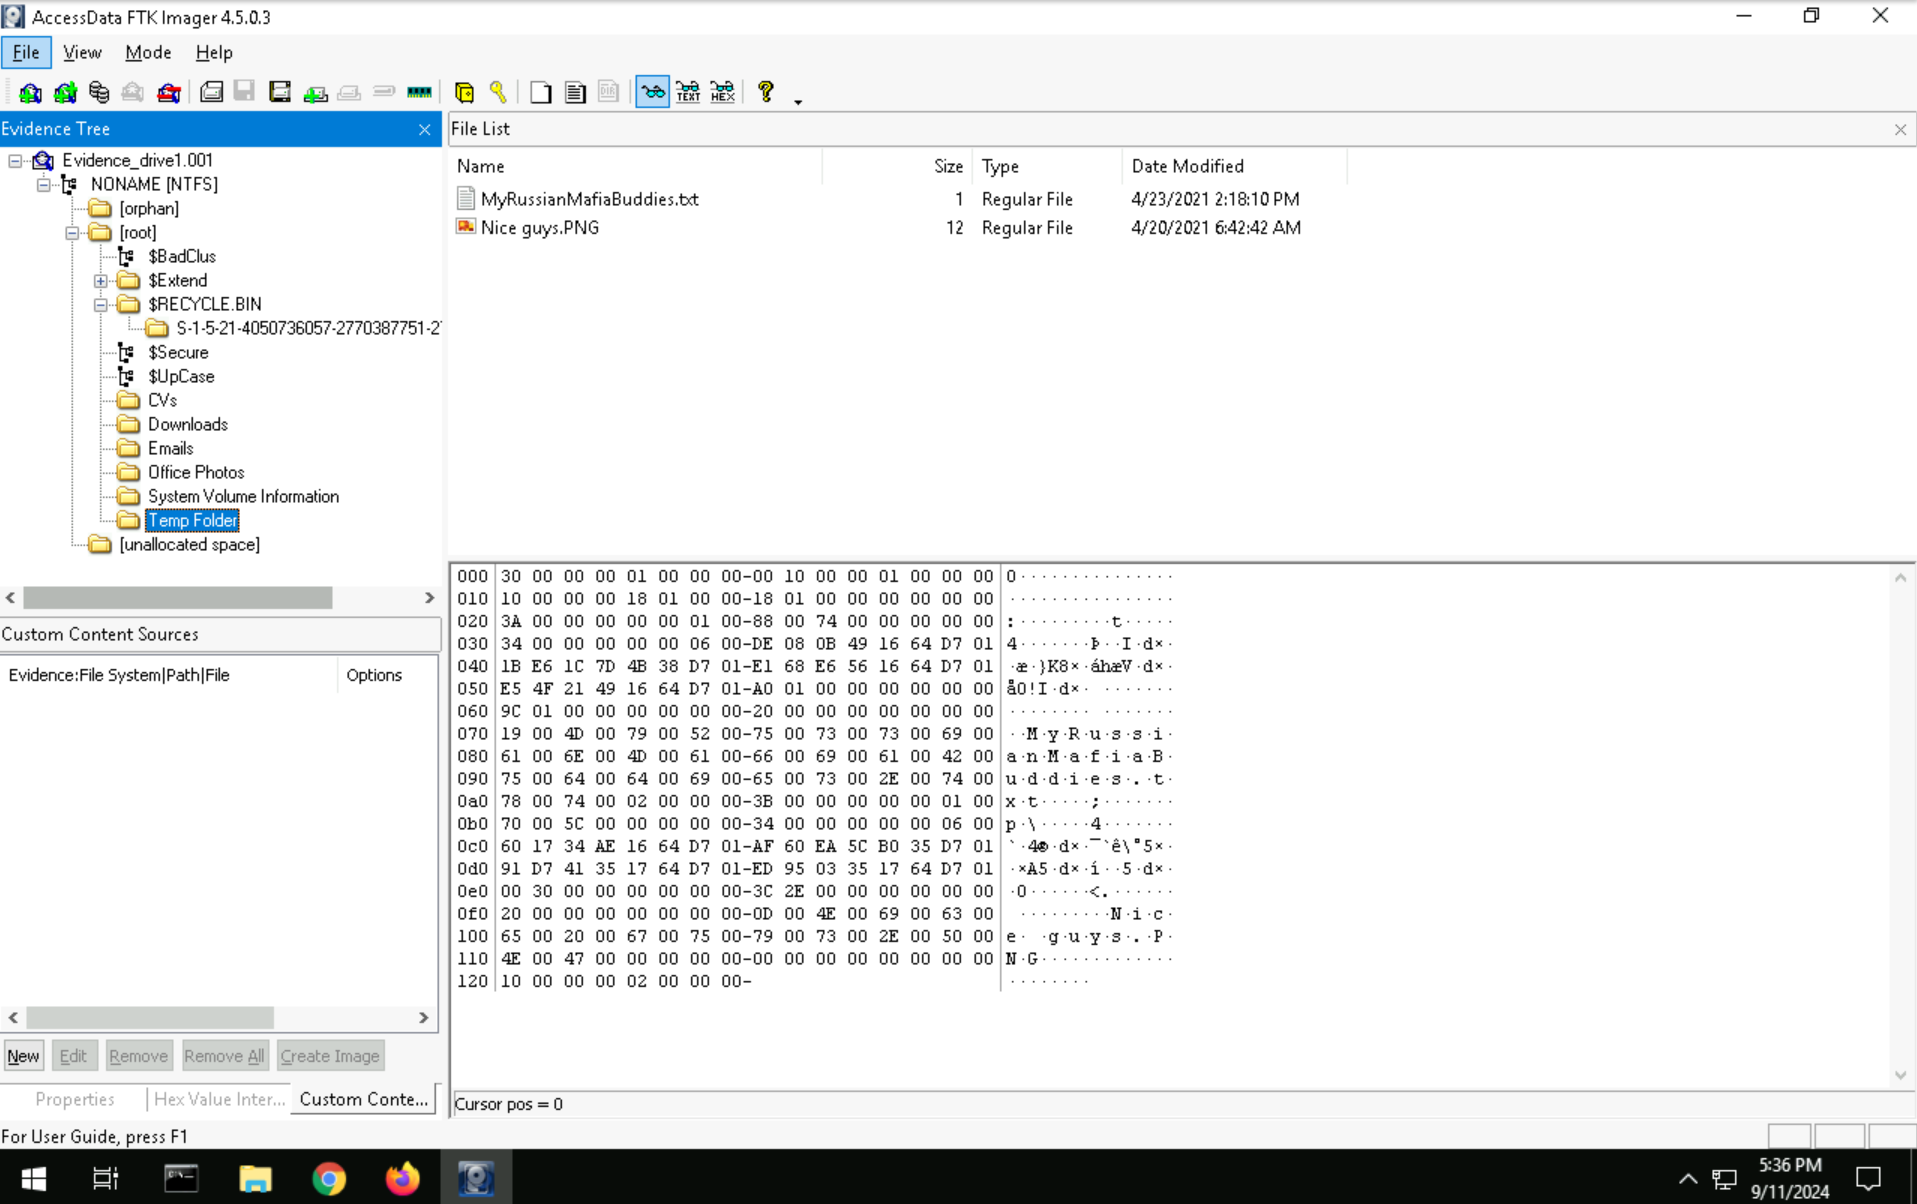 AccessData FTK Imager 4.5.0.3
File View Mode Help
TEXT HEX
Evidence Tree
Evidence_drive1.001
NONAME [NTFS]
[orphan]
[root]
$BadClus
$Extend
$RECYCLE.BIN
S-1-5-21-4050736057-2770387751-2
$Secure
$UpCase
CVs
Downloads
Emails
Office Photos
System Volume Information
Temp Folder
[unallocated space]
Custom Content Sources
Evidence:File System|Path|File Options
New Edit Remove Remove All Create Image
Properties Hex Value Inter... Custom Conte...
File List
Name Size Type Date Modified
MyRussianMafiaBuddies.txt 1 Regular File 4/23/2021 2:18:10 PM
Nice guys.PNG 12 Regular File 4/20/2021 6:42:42 AM
000 30 00 00 00 01 00 00 00-00 10 00 00 01 00 00 00 0···············
010 10 00 00 00 18 01 00 00-18 01 00 00 00 00 00 00 ················
020 3A 00 00 00 00 00 01 00-88 00 74 00 00 00 00 00 :·········t·····
030 34 00 00 00 00 00 06 00-DE 08 0B 49 16 64 D7 01 4·······Þ··I·d×·
040 1B E6 1C 7D 4B 38 D7 01-E1 68 E6 56 16 64 D7 01 ·æ·}K8×·áhæV·d×·
050 E5 4F 21 49 16 64 D7 01-A0 01 00 00 00 00 00 00 åO!I·d×· ·······
060 9C 01 00 00 00 00 00 00-20 00 00 00 00 00 00 00 ········ ·······
070 19 00 4D 00 79 00 52 00-75 00 73 00 73 00 69 00 ··M·y·R·u·s·s·i·
080 61 00 6E 00 4D 00 61 00-66 00 69 00 61 00 42 00 a·n·M·a·f·i·a·B·
090 75 00 64 00 64 00 69 00-65 00 73 00 2E 00 74 00 u·d·d·i·e·s·.·t·
0a0 78 00 74 00 02 00 00 00-3B 00 00 00 00 00 01 00 x·t·····;·······
0b0 70 00 5C 00 00 00 00 00-34 00 00 00 00 00 06 00 p·\·····4·······
0c0 60 17 34 AE 16 64 D7 01-AF 60 EA 5C B0 35 D7 01 `·4®·d×·¯`ê\°5×·
0d0 91 D7 41 35 17 64 D7 01-ED 95 03 35 17 64 D7 01 ·×A5·d×·í··5·d×·
0e0 00 30 00 00 00 00 00 00-3C 2E 00 00 00 00 00 00 ·0······<.······
0f0 20 00 00 00 00 00 00 00-0D 00 4E 00 69 00 63 00 ·········N·i·c·
100 65 00 20 00 67 00 75 00-79 00 73 00 2E 00 50 00 e· ·g·u·y·s·.·P·
110 4E 00 47 00 00 00 00 00-00 00 00 00 00 00 00 00 N·G·············
120 10 00 00 00 02 00 00 00- ········
Cursor pos = 0
For User Guide, press F1
5:36 PM
9/11/2024